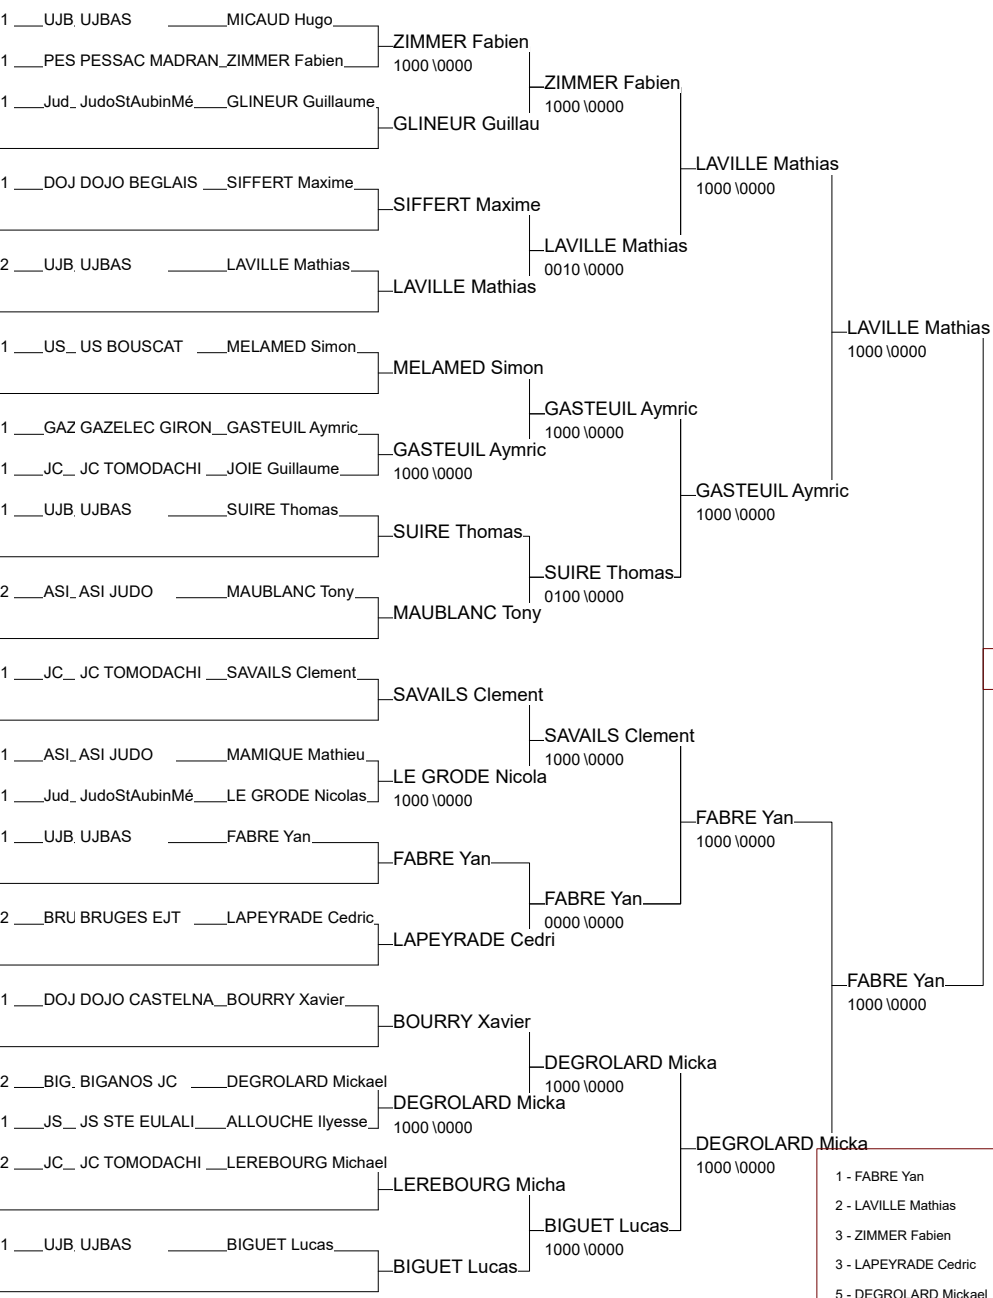 1 UJB UJBAS MICAUD Hugo
1 PES PESSAC MADRAN ZIMMER Fabien
1 Jud JudoStAubinMé GLINEUR Guillaume
1 DOJ DOJO BEGLAIS SIFFERT Maxime
2 UJB UJBAS LAVILLE Mathias
1 US US BOUSCAT MELAMED Simon
1 GAZ GAZELEC GIRON GASTEUIL Aymric
1 JC JC TOMODACHI JOIE Guillaume
1 UJB UJBAS SUIRE Thomas
2 ASI ASI JUDO MAUBLANC Tony
1 JC JC TOMODACHI SAVAILS Clement
1 ASI ASI JUDO MAMIQUE Mathieu
1 Jud JudoStAubinMé LE GRODE Nicolas
1 UJB UJBAS FABRE Yan
2 BRU BRUGES EJT LAPEYRADE Cedric
1 DOJ DOJO CASTELNA BOURRY Xavier
2 BIG BIGANOS JC DEGROLARD Mickael
1 JS JS STE EULALI ALLOUCHE Ilyesse
2 JC JC TOMODACHI LEREBOURG Michael
1 UJB UJBAS BIGUET Lucas
ZIMMER Fabien
1000 \0000
GLINEUR Guillau
SIFFERT Maxime
LAVILLE Mathias
MELAMED Simon
GASTEUIL Aymric
1000 \0000
SUIRE Thomas
MAUBLANC Tony
SAVAILS Clement
LE GRODE Nicola
1000 \0000
FABRE Yan
LAPEYRADE Cedri
BOURRY Xavier
DEGROLARD Micka
1000 \0000
LEREBOURG Micha
BIGUET Lucas
ZIMMER Fabien
1000 \0000
LAVILLE Mathias
0010 \0000
GASTEUIL Aymric
1000 \0000
SUIRE Thomas
0100 \0000
SAVAILS Clement
1000 \0000
FABRE Yan
0000 \0000
DEGROLARD Micka
1000 \0000
BIGUET Lucas
1000 \0000
LAVILLE Mathias
1000 \0000
GASTEUIL Aymric
1000 \0000
FABRE Yan
1000 \0000
DEGROLARD Micka
1000 \0000
LAVILLE Mathias
1000 \0000
FABRE Yan
1000 \0000
1 - FABRE Yan
2 - LAVILLE Mathias
3 - ZIMMER Fabien
3 - LAPEYRADE Cedric
5 - DEGROLARD Mickael